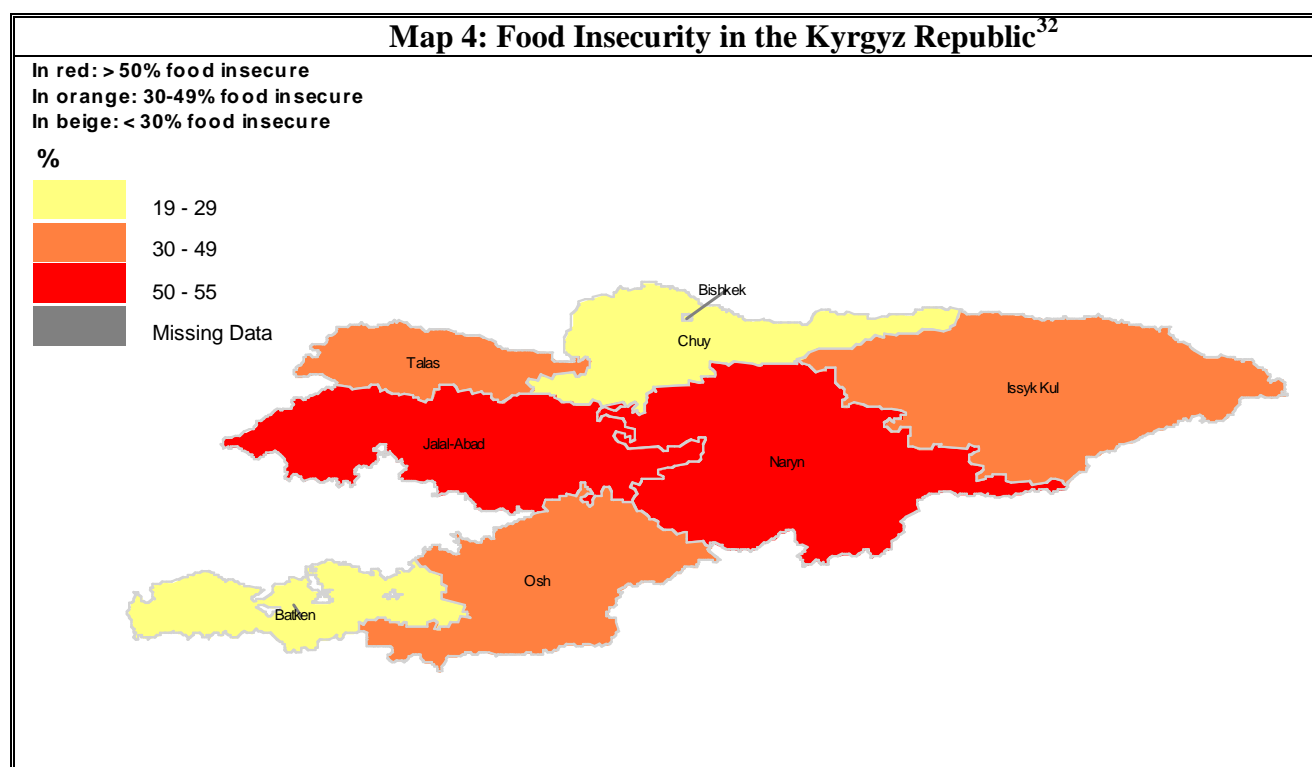 Map 4: Food Insecurity in the Kyrgyz Republic32
In red: > 50% food insecure
In orange: 30-49% food insecure
In beige: < 30% food insecure
%
19 - 29
30 - 49
50 - 55
Missing Data
Bishkek
Chuy
Talas
Issyk Kul
Jalal-Abad
Naryn
Osh
Batken